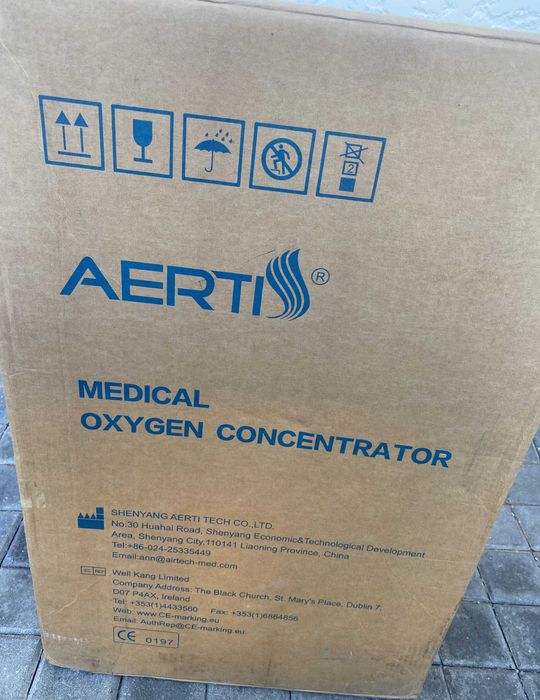 2
AERTIS®
MEDICAL
OXYGEN CONCENTRATOR
SHENYANG AERTI TECH CO.,LTD.
No.30 Huahai Road, Shenyang Economic&Technological Development
Area, Shenyang City,110141 Liaoning Province, China
Tel:+86-024-25335449
Email:ann@airtech-med.com
EC REP
Well Kang Limited
Company Address: The Black Church, St. Mary's Place, Dublin 7,
D07 P4AX, Ireland
Tel: +353(1)4433560 Fax: +353(1)6864856
Web: www.CE-marking.eu
Email: AuthRep@CE-marking.eu
CE 0197